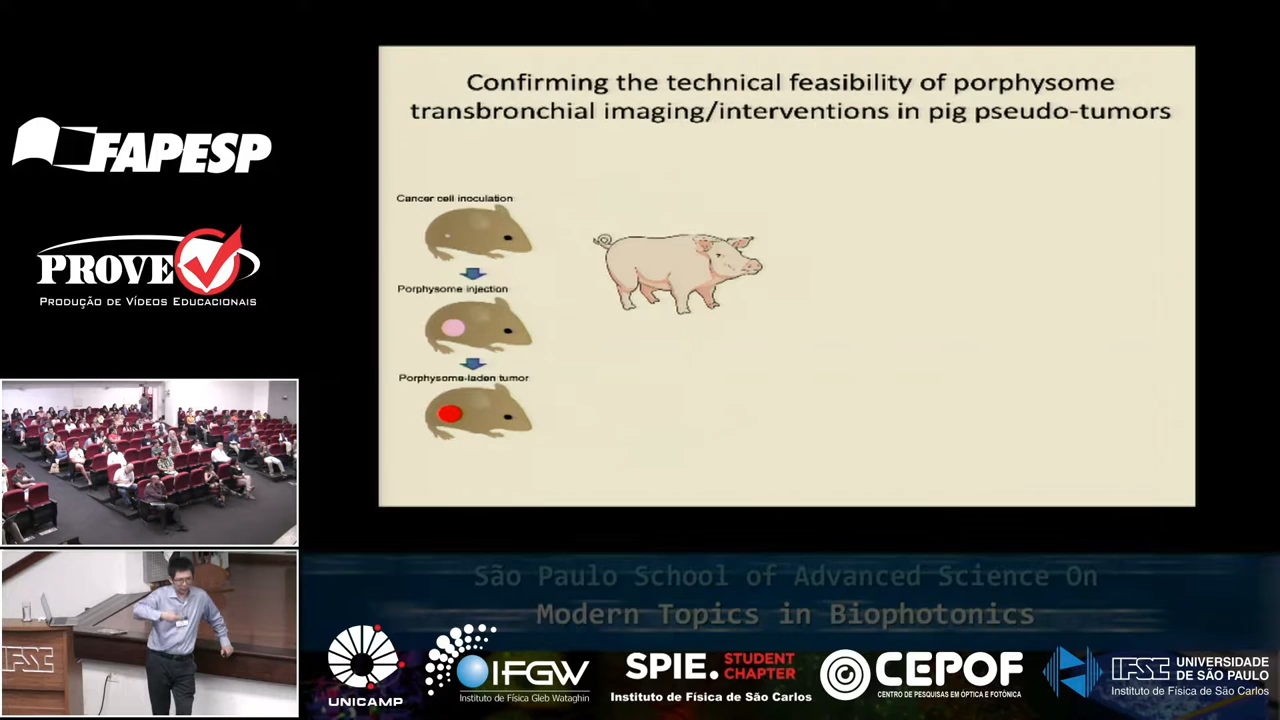 Confirming the technical feasibility of porphysome
transbronchial imaging/interventions in pig pseudo-tumors
Cancer cell inoculation
Porphysome injection
Porphysome-laden tumor
FAPESP
PROVE
PRODUÇÃO DE VÍDEOS EDUCACIONAIS
IFSC
São Paulo School of Advanced Science On
Modern Topics in Biophotonics
UNICAMP
IFGW
Instituto de Física Gleb Wataghin
SPIE. STUDENT
CHAPTER
Instituto de Física de São Carlos
CEPOF
CENTRO DE PESQUISAS EM ÓPTICA E FOTÔNICA
IFSC UNIVERSIDADE
DE SÃO PAULO
Instituto de Física de São Carlos